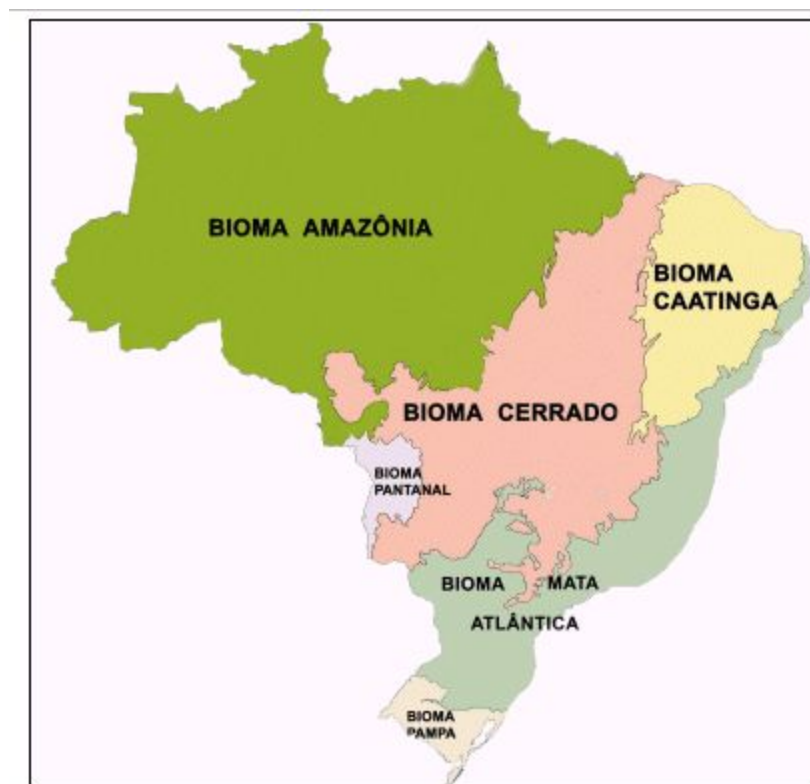 BIOMA AMAZÔNIA
BIOMA
CAATINGA
BIOMA CERRADO
BIOMA
PANTANAL
BIOMA MATA
ATLÂNTICA
BIOMA
PAMPA